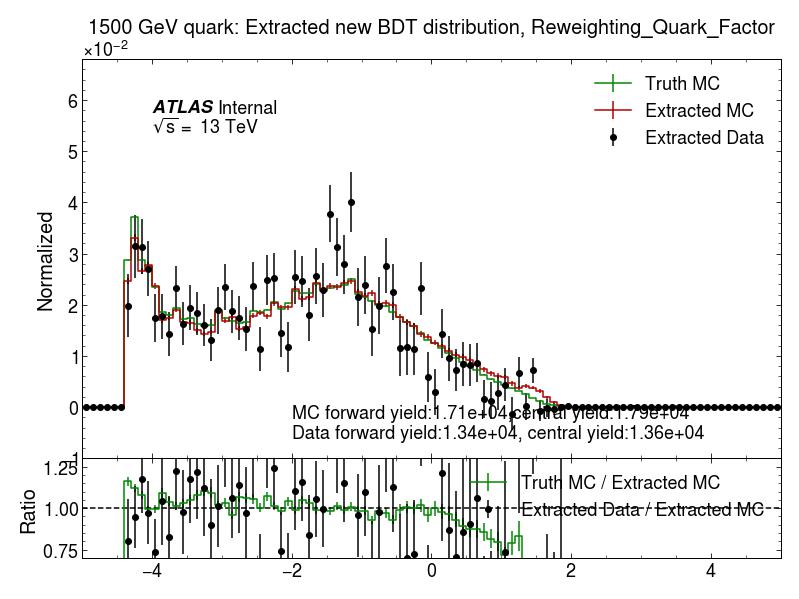 1500 GeV quark: Extracted new BDT distribution, Reweighting_Quark_Factor
×10⁻²
ATLAS Internal
√s = 13 TeV
Truth MC
Extracted MC
Extracted Data
Normalized
6
5
4
3
2
1
0
MC forward yield:1.71e+04,central yield:1.79e+04
Data forward yield:1.34e+04, central yield:1.36e+04
1.25
1.00
0.75
Ratio
Truth MC / Extracted MC
Extracted Data / Extracted MC
−4
−2
0
2
4